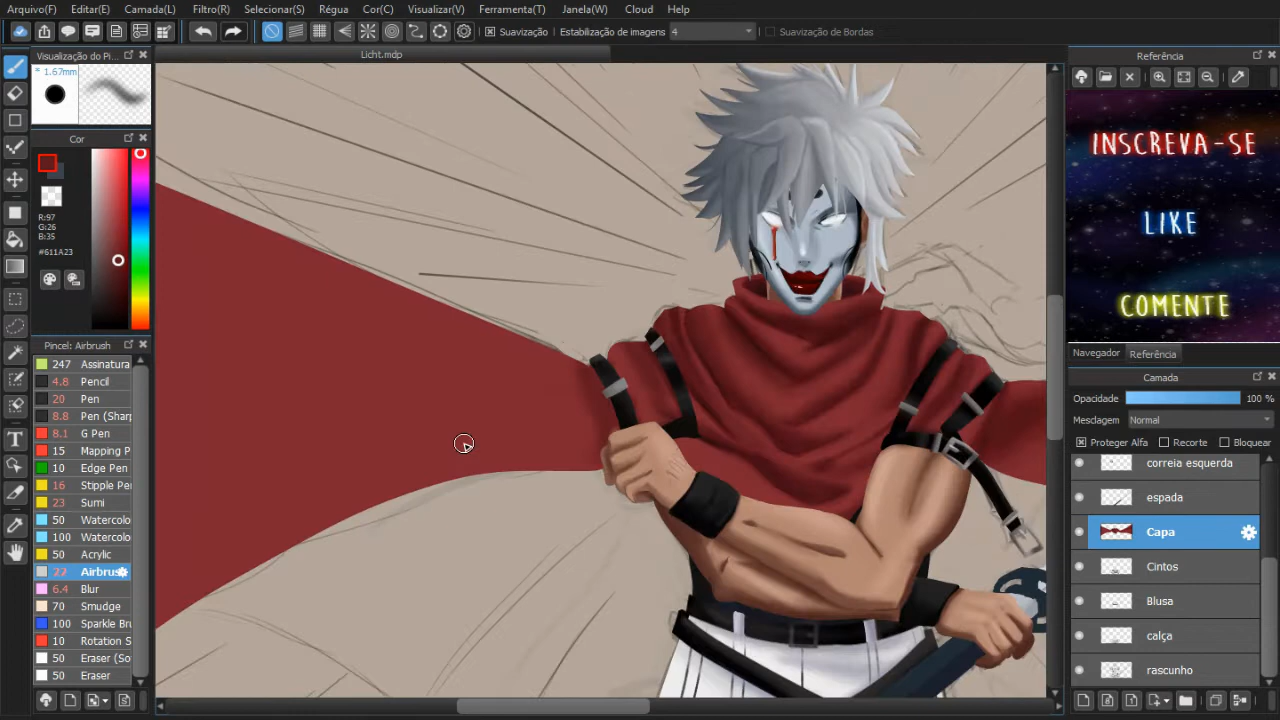 Arquivo(F) Editar(E) Camada(L) Filtro(R) Selecionar(S) Régua Cor(C) Visualizar(V) Ferramenta(T) Janela(W) Cloud Help
Suavização Estabilização de imagens 4 Suavização de Bordas
Visualização do Pi...
1.67mm
Licht.mdp
Cor
R:97
G:26
B:35
#611A23
Pincel: Airbrush
247 Assinatura
4.8 Pencil
20 Pen
8.8 Pen (Sharp
8.1 G Pen
15 Mapping P
10 Edge Pen
16 Stipple Pen
23 Sumi
50 Watercolo
100 Watercolo
50 Acrylic
22 Airbrus
6.4 Blur
70 Smudge
100 Sparkle Bru
10 Rotation S
50 Eraser (So
50 Eraser
Referência
INSCREVA-SE
LIKE
COMENTE
Navegador Referência
Camada
Opacidade 100 %
Mesclagem Normal
Proteger Alfa Recorte Bloquear
correia esquerda
espada
Capa
Cintos
Blusa
calça
rascunho